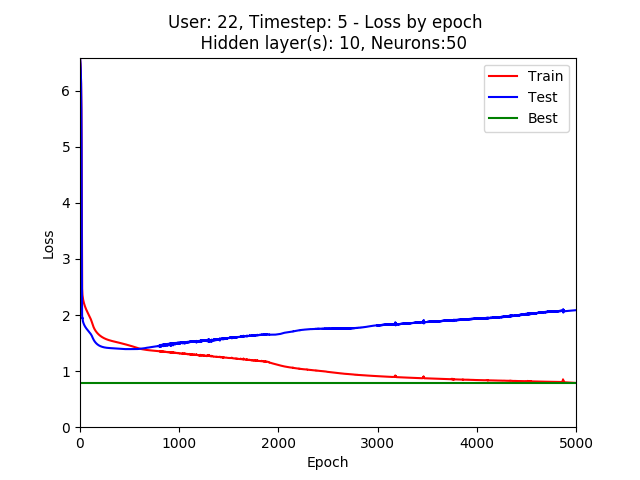 User: 22, Timestep: 5 - Loss by epoch
Hidden layer(s): 10, Neurons:50
Train
Test
Best
Loss
6
5
4
3
2
1
0
0 1000 2000 3000 4000 5000
Epoch